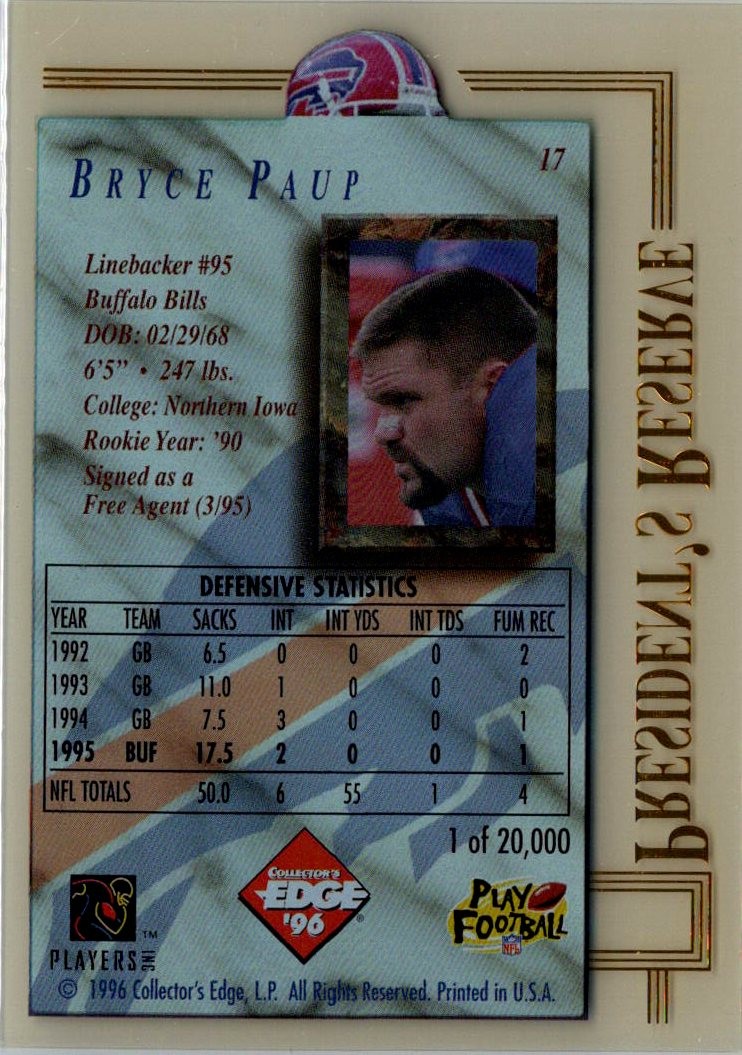 17
BRYCE PAUP
Linebacker #95
Buffalo Bills
DOB: 02/29/68
6'5" • 247 lbs.
College: Northern Iowa
Rookie Year: '90
Signed as a
Free Agent (3/95)
DEFENSIVE STATISTICS
YEAR TEAM SACKS INT INT YDS INT TDS FUM REC
1992 GB 6.5 0 0 0 2
1993 GB 11.0 1 0 0 0
1994 GB 7.5 3 0 0 1
1995 BUF 17.5 2 0 0 1
NFL TOTALS 50.0 6 55 1 4
1 of 20,000
COLLECTOR'S
EDGE
'96
®
PLAY
FOOTBALL
NFL
TM
PLAYERS INC
© 1996 Collector's Edge, L.P. All Rights Reserved. Printed in U.S.A.
PRESIDENT'S RESERVE